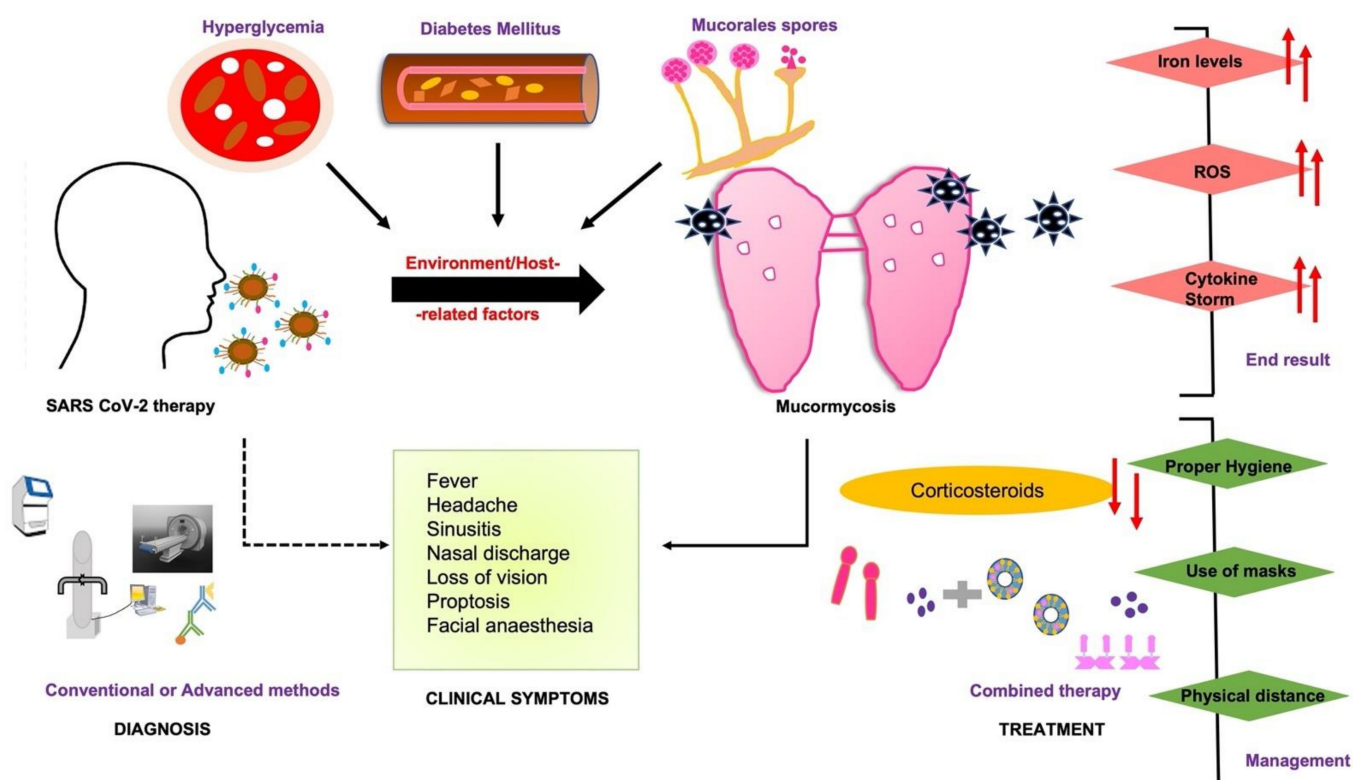 Hyperglycemia
Diabetes Mellitus
Mucorales spores
Iron levels
ROS
Cytokine
Storm
End result
Environment/Host-
-related factors
SARS CoV-2 therapy
Mucormycosis
Fever
Headache
Sinusitis
Nasal discharge
Loss of vision
Proptosis
Facial anaesthesia
CLINICAL SYMPTOMS
Conventional or Advanced methods
DIAGNOSIS
Corticosteroids
Combined therapy
TREATMENT
Proper Hygiene
Use of masks
Physical distance
Management